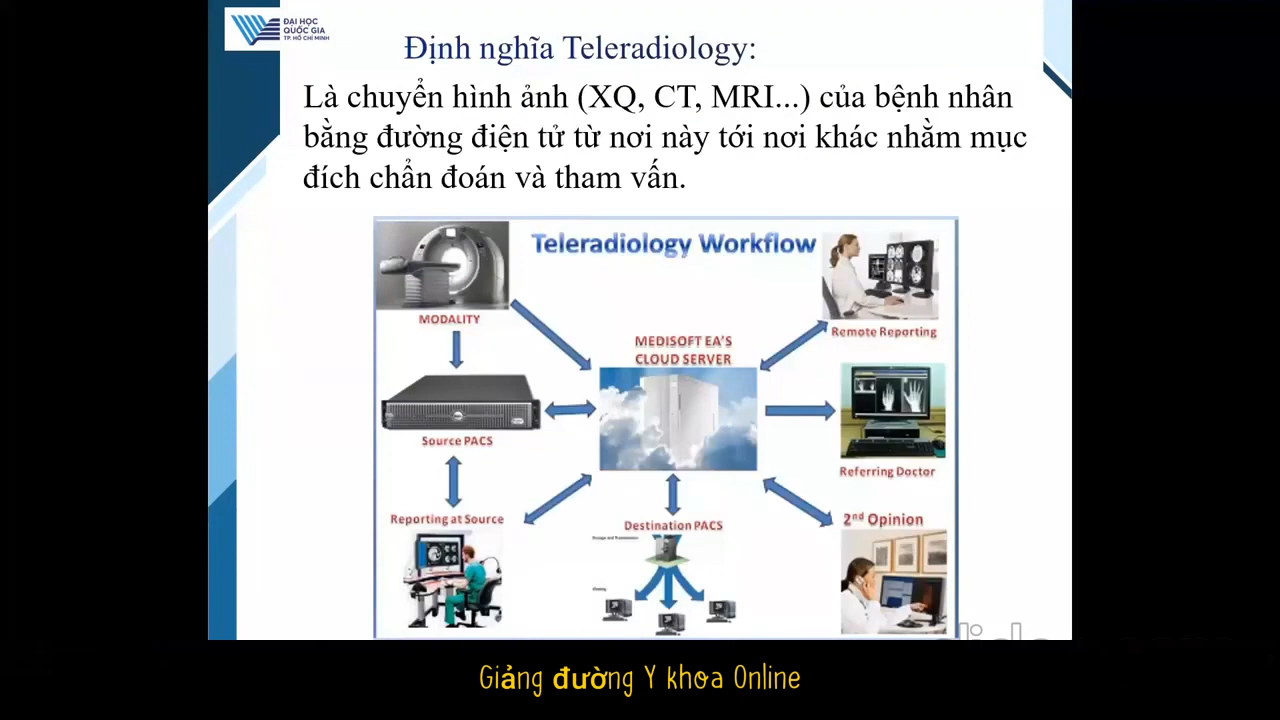 ĐẠI HỌC
QUỐC GIA
TP. HỒ CHÍ MINH
Định nghĩa Teleradiology:
Là chuyển hình ảnh (XQ, CT, MRI...) của bệnh nhân
bằng đường điện tử từ nơi này tới nơi khác nhằm mục
đích chẩn đoán và tham vấn.
Teleradiology Workflow
MODALITY
MEDISOFT EA'S
CLOUD SERVER
Remote Reporting
Source PACS
Referring Doctor
Reporting at Source
Destination PACS
2nd Opinion
Giảng đường Y khoa Online